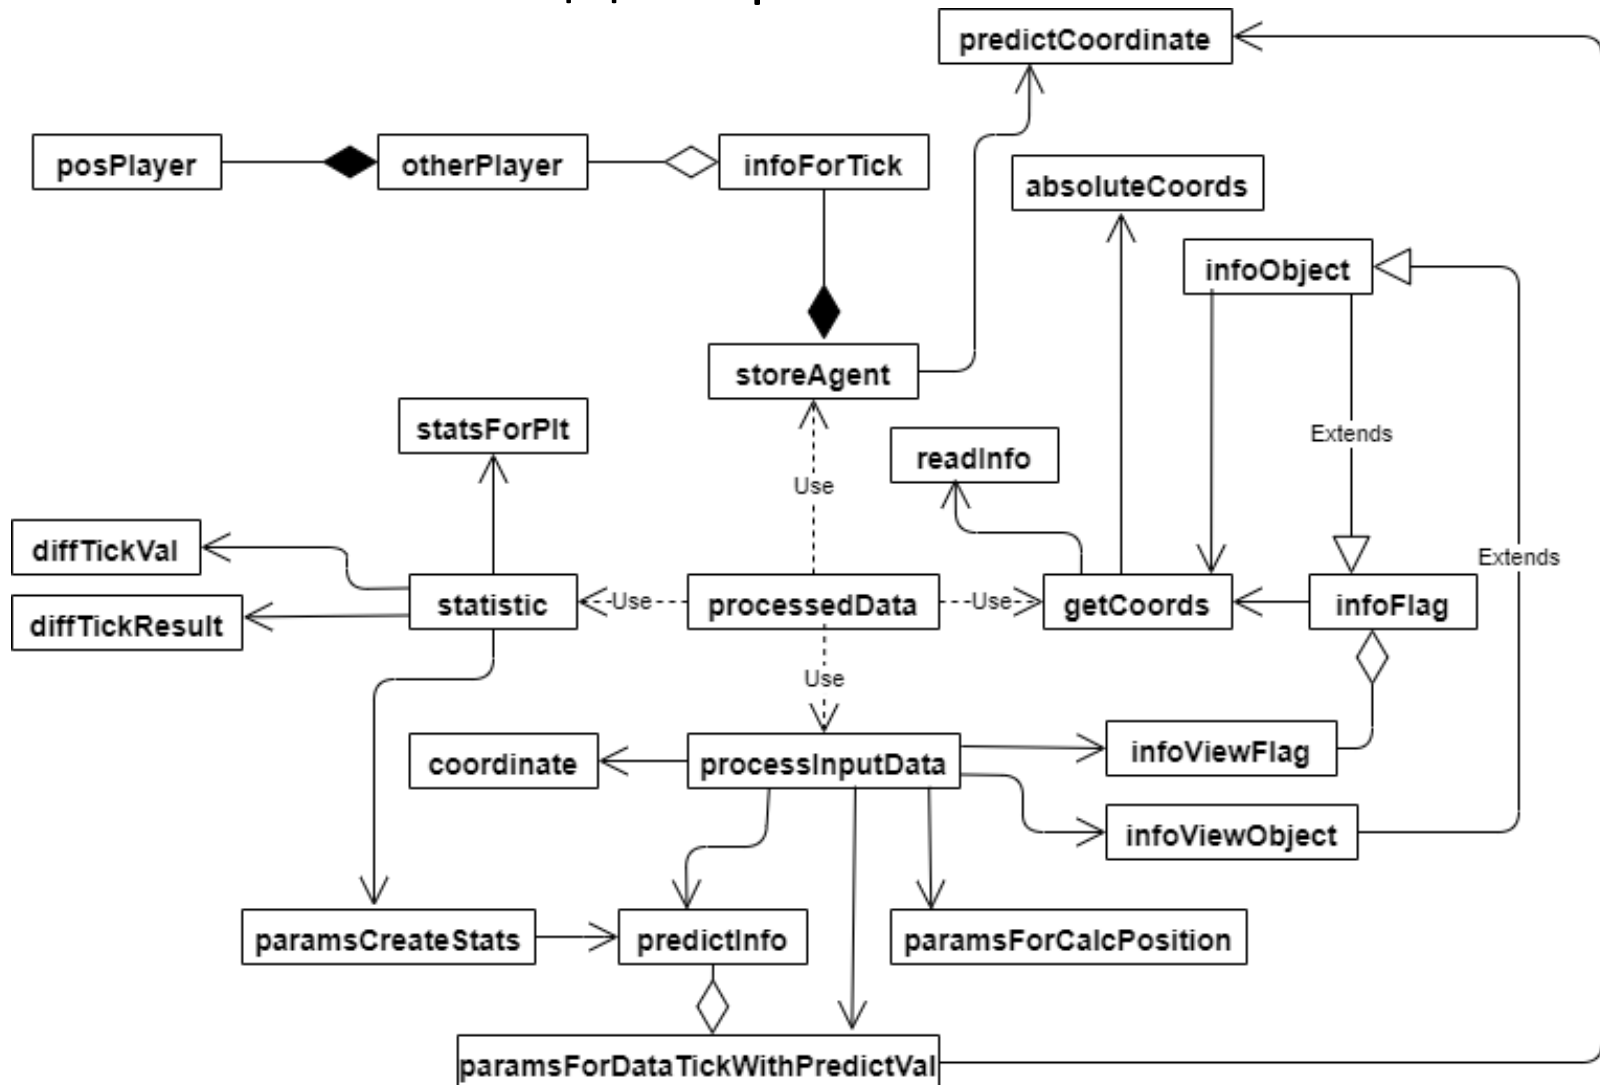 predictCoordinate
posPlayer
otherPlayer
infoForTick
absoluteCoords
infoObject
storeAgent
statsForPlt
readInfo
Extends
Use
diffTickVal
Extends
statistic
Use
processedData
Use
getCoords
infoFlag
diffTickResult
Use
coordinate
processInputData
infoViewFlag
infoViewObject
paramsCreateStats
predictInfo
paramsForCalcPosition
paramsForDataTickWithPredictVal